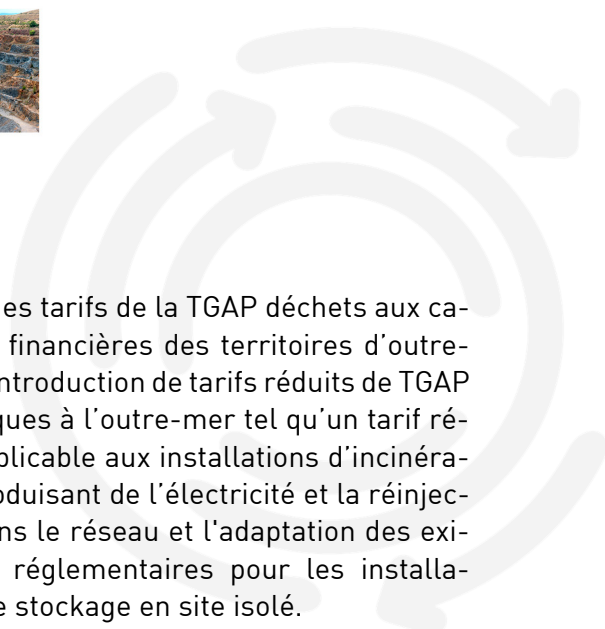 es tarifs de la TGAP déchets aux ca-
financières des territoires d’outre-
ntroduction de tarifs réduits de TGAP
ques à l’outre-mer tel qu’un tarif ré-
plicable aux installations d’incinéra-
oduisant de l’électricité et la réinjec-
ns le réseau et l'adaptation des exi-
réglementaires pour les installa-
e stockage en site isolé.